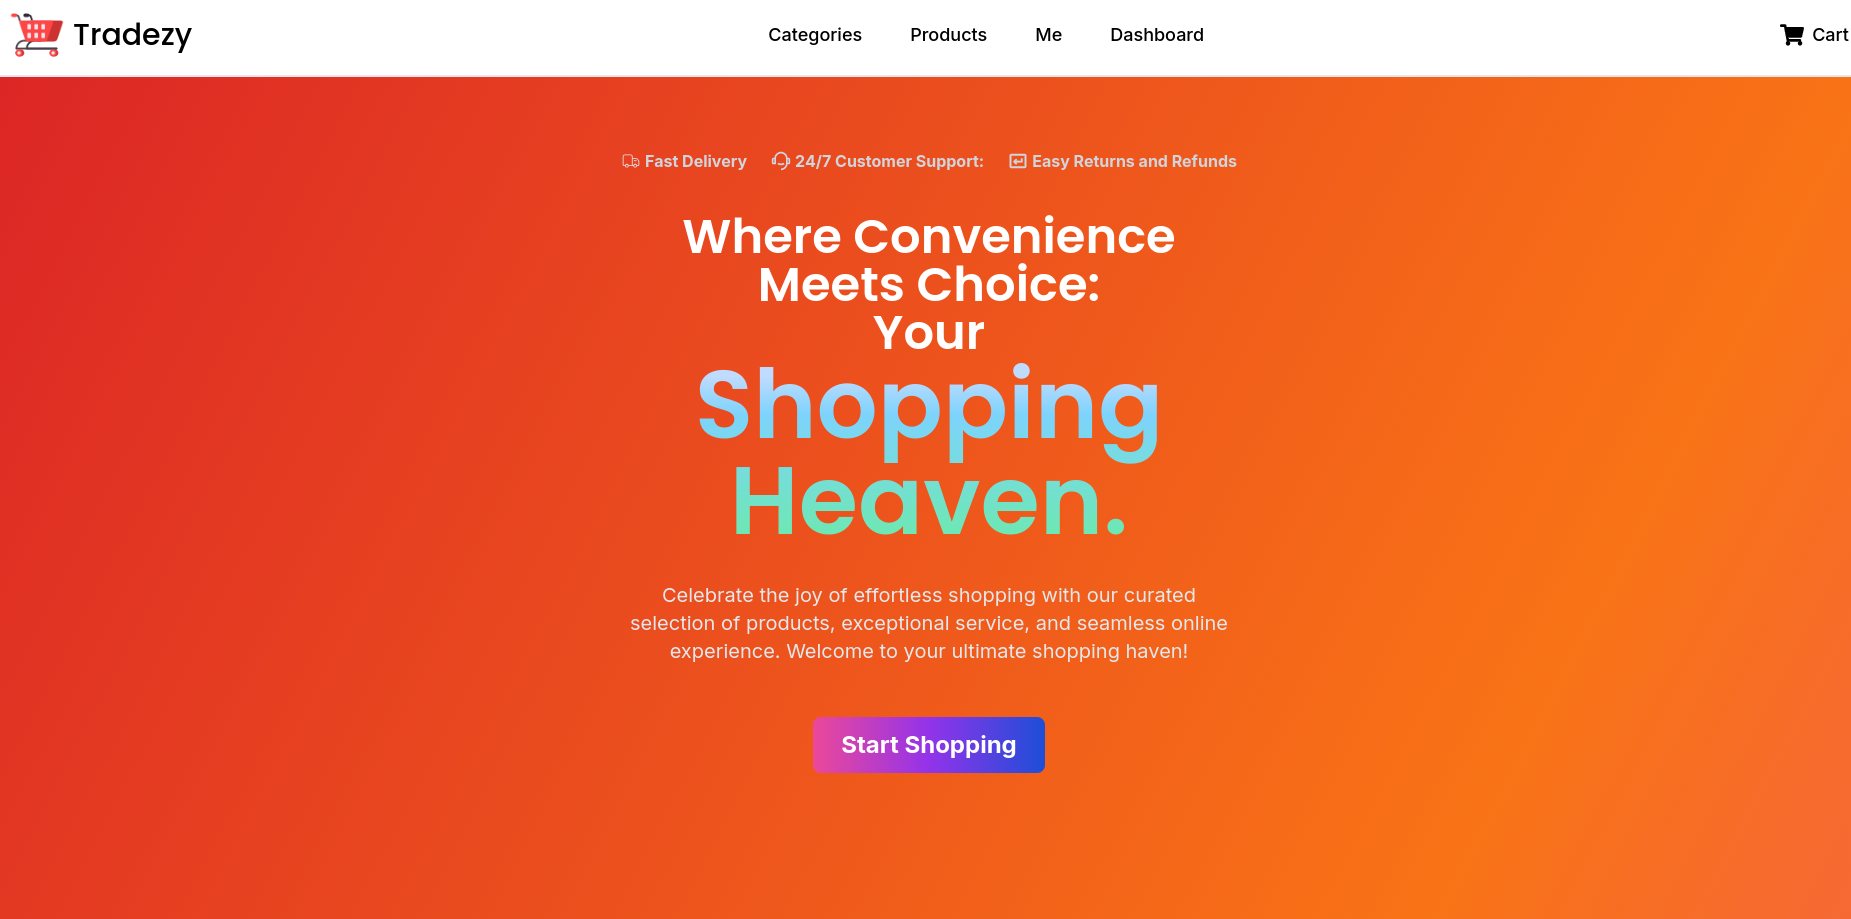 Tradezy
Categories Products Me Dashboard
Cart
Fast Delivery 24/7 Customer Support: Easy Returns and Refunds
Where Convenience
Meets Choice:
Your
Shopping
Heaven.
Celebrate the joy of effortless shopping with our curated
selection of products, exceptional service, and seamless online
experience. Welcome to your ultimate shopping haven!
Start Shopping